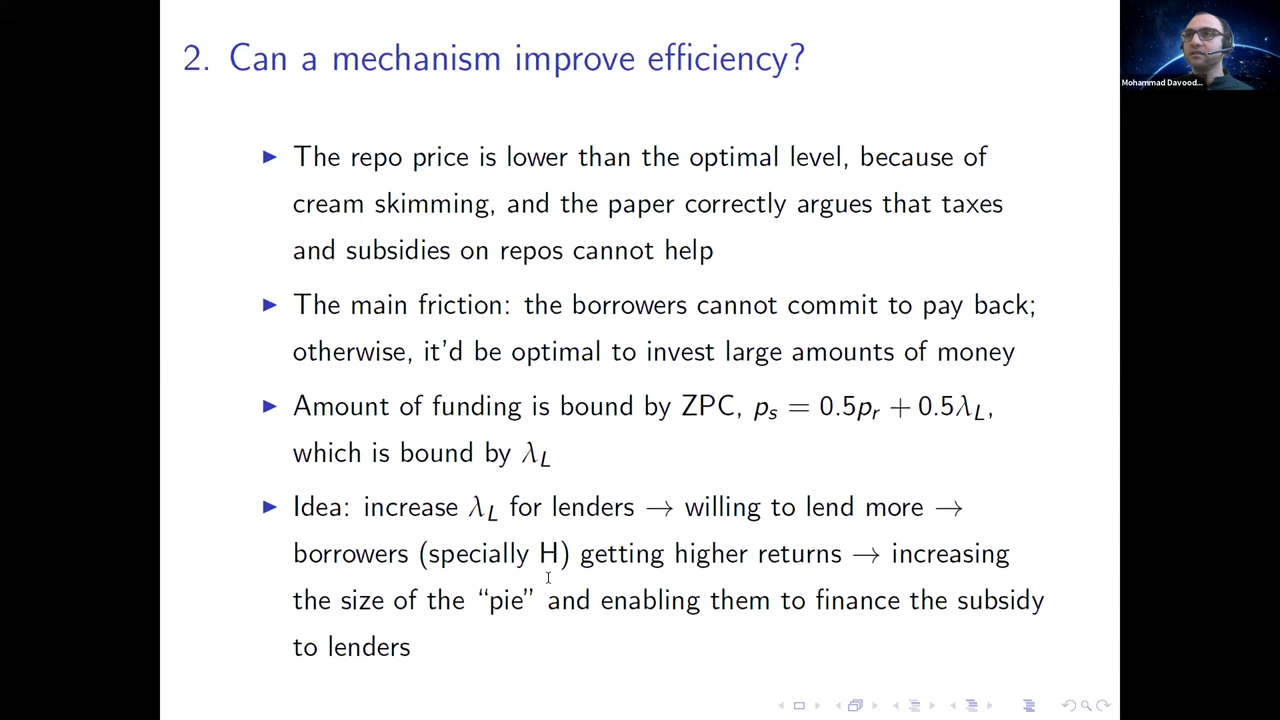 2. Can a mechanism improve efficiency?
▶ The repo price is lower than the optimal level, because of
cream skimming, and the paper correctly argues that taxes
and subsidies on repos cannot help
▶ The main friction: the borrowers cannot commit to pay back;
otherwise, it'd be optimal to invest large amounts of money
▶ Amount of funding is bound by ZPC, pₛ = 0.5pᵣ + 0.5λ_L,
which is bound by λ_L
▶ Idea: increase λ_L for lenders → willing to lend more →
borrowers (specially H) getting higher returns → increasing
the size of the “pie” and enabling them to finance the subsidy
to lenders
Mohammad Davood...